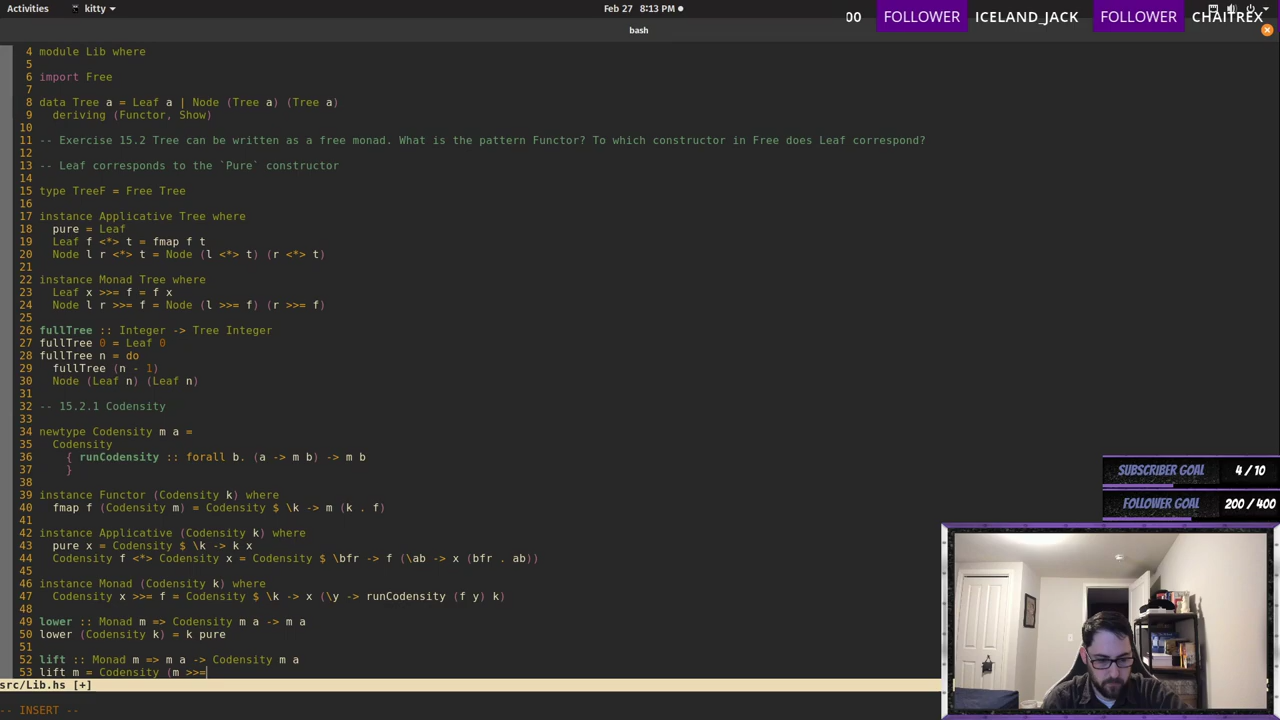 Activities
kitty
Feb 27 8:13 PM
00
FOLLOWER
ICELAND_JACK
FOLLOWER
CHAITREX
bash
4 module Lib where
5
6 import Free
7
8 data Tree a = Leaf a | Node (Tree a) (Tree a)
9   deriving (Functor, Show)
10
11 -- Exercise 15.2 Tree can be written as a free monad. What is the pattern Functor? To which constructor in Free does Leaf correspond?
12
13 -- Leaf corresponds to the `Pure` constructor
14
15 type TreeF = Free Tree
16
17 instance Applicative Tree where
18   pure = Leaf
19   Leaf f <*> t = fmap f t
20   Node l r <*> t = Node (l <*> t) (r <*> t)
21
22 instance Monad Tree where
23   Leaf x >>= f = f x
24   Node l r >>= f = Node (l >>= f) (r >>= f)
25
26 fullTree :: Integer -> Tree Integer
27 fullTree 0 = Leaf 0
28 fullTree n = do
29   fullTree (n - 1)
30   Node (Leaf n) (Leaf n)
31
32 -- 15.2.1 Codensity
33
34 newtype Codensity m a =
35   Codensity
36     { runCodensity :: forall b. (a -> m b) -> m b
37     }
38
39 instance Functor (Codensity k) where
40   fmap f (Codensity m) = Codensity $ \k -> m (k . f)
41
42 instance Applicative (Codensity k) where
43   pure x = Codensity $ \k -> k x
44   Codensity f <*> Codensity x = Codensity $ \bfr -> f (\ab -> x (bfr . ab))
45
46 instance Monad (Codensity k) where
47   Codensity x >>= f = Codensity $ \k -> x (\y -> runCodensity (f y) k)
48
49 lower :: Monad m => Codensity m a -> m a
50 lower (Codensity k) = k pure
51
52 lift :: Monad m => m a -> Codensity m a
53 lift m = Codensity (m >>=
src/Lib.hs [+]
-- INSERT --
SUBSCRIBER GOAL 4 / 10
FOLLOWER GOAL 200 / 400